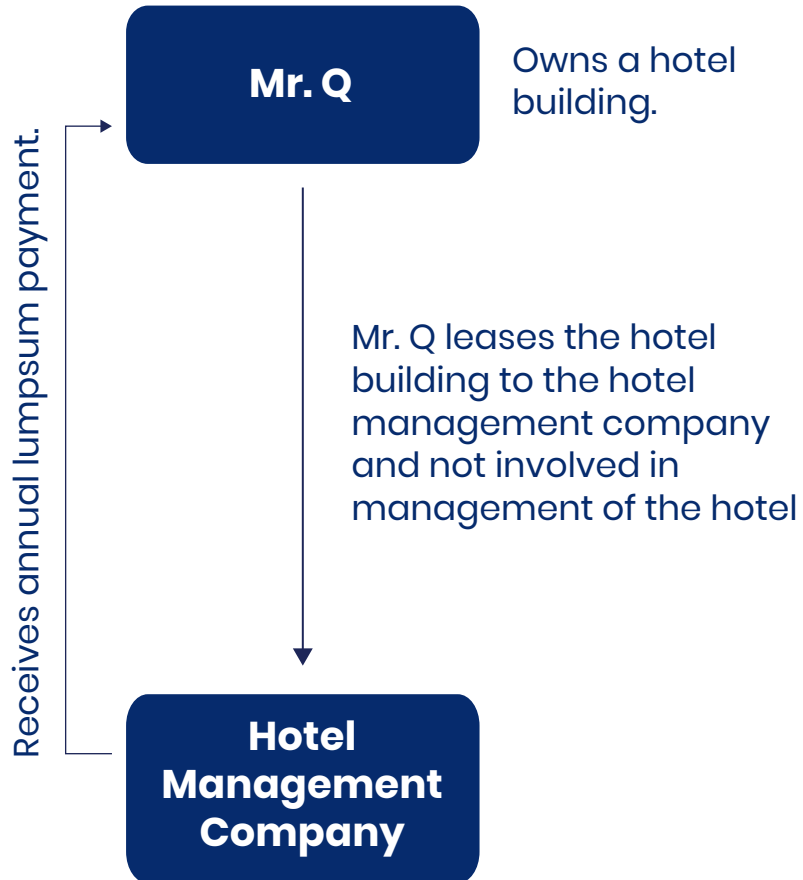 Mr. Q
Owns a hotel
building.
Receives annual lumpsum payment.
Mr. Q leases the hotel
building to the hotel
management company
and not involved in
management of the hotel
Hotel
Management
Company